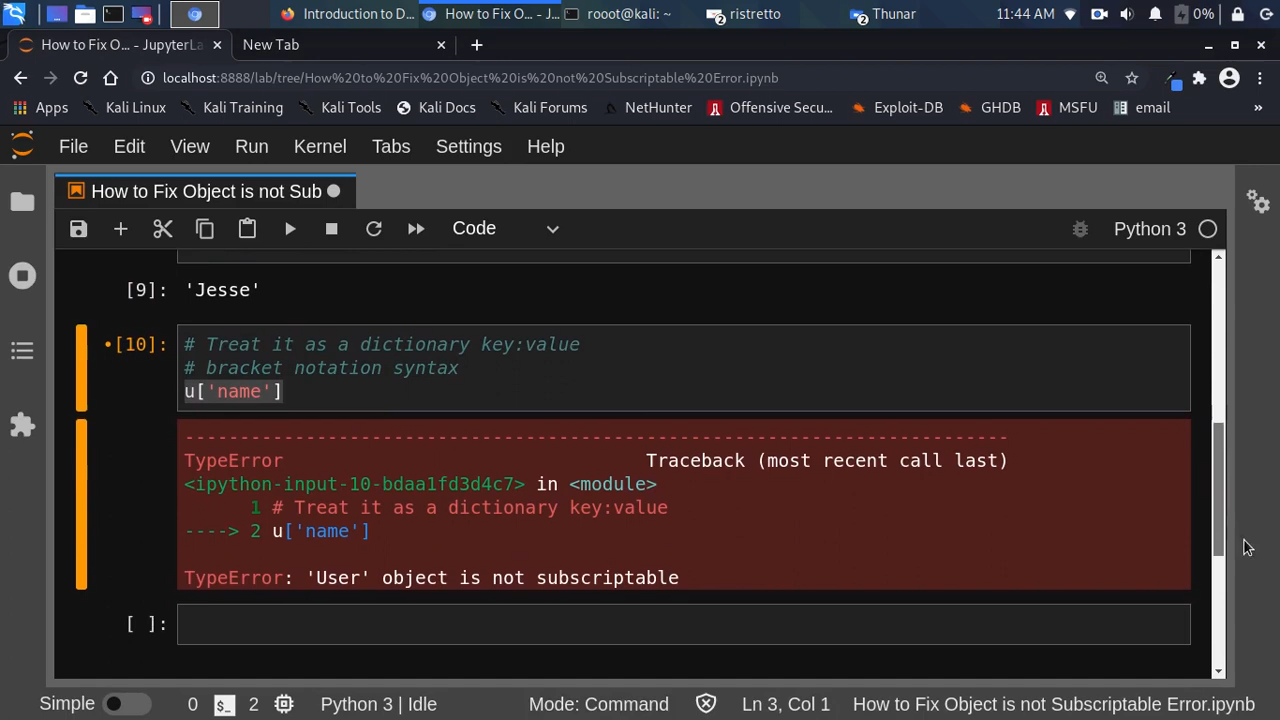 Introduction to D...
How to Fix O... - J...
rooot@kali: ~
ristretto
2
Thunar
2
11:44 AM
0%
How to Fix O... - JupyterLa
New Tab
localhost:8888/lab/tree/How%20to%20Fix%20Object%20is%20not%20Subscriptable%20Error.ipynb
Apps
Kali Linux
Kali Training
Kali Tools
Kali Docs
Kali Forums
NetHunter
Offensive Secu...
Exploit-DB
GHDB
MSFU
email
»
File Edit View Run Kernel Tabs Settings Help
How to Fix Object is not Sub
Code
Python 3
[9]: 'Jesse'
•[10]: # Treat it as a dictionary key:value
# bracket notation syntax
u['name']
---------------------------------------------------------------------------
TypeError Traceback (most recent call last)
<ipython-input-10-bdaa1fd3d4c7> in <module>
1 # Treat it as a dictionary key:value
----> 2 u['name']
TypeError: 'User' object is not subscriptable
[ ]:
Simple 0 $_ 2 Python 3 | Idle Mode: Command Ln 3, Col 1 How to Fix Object is not Subscriptable Error.ipynb